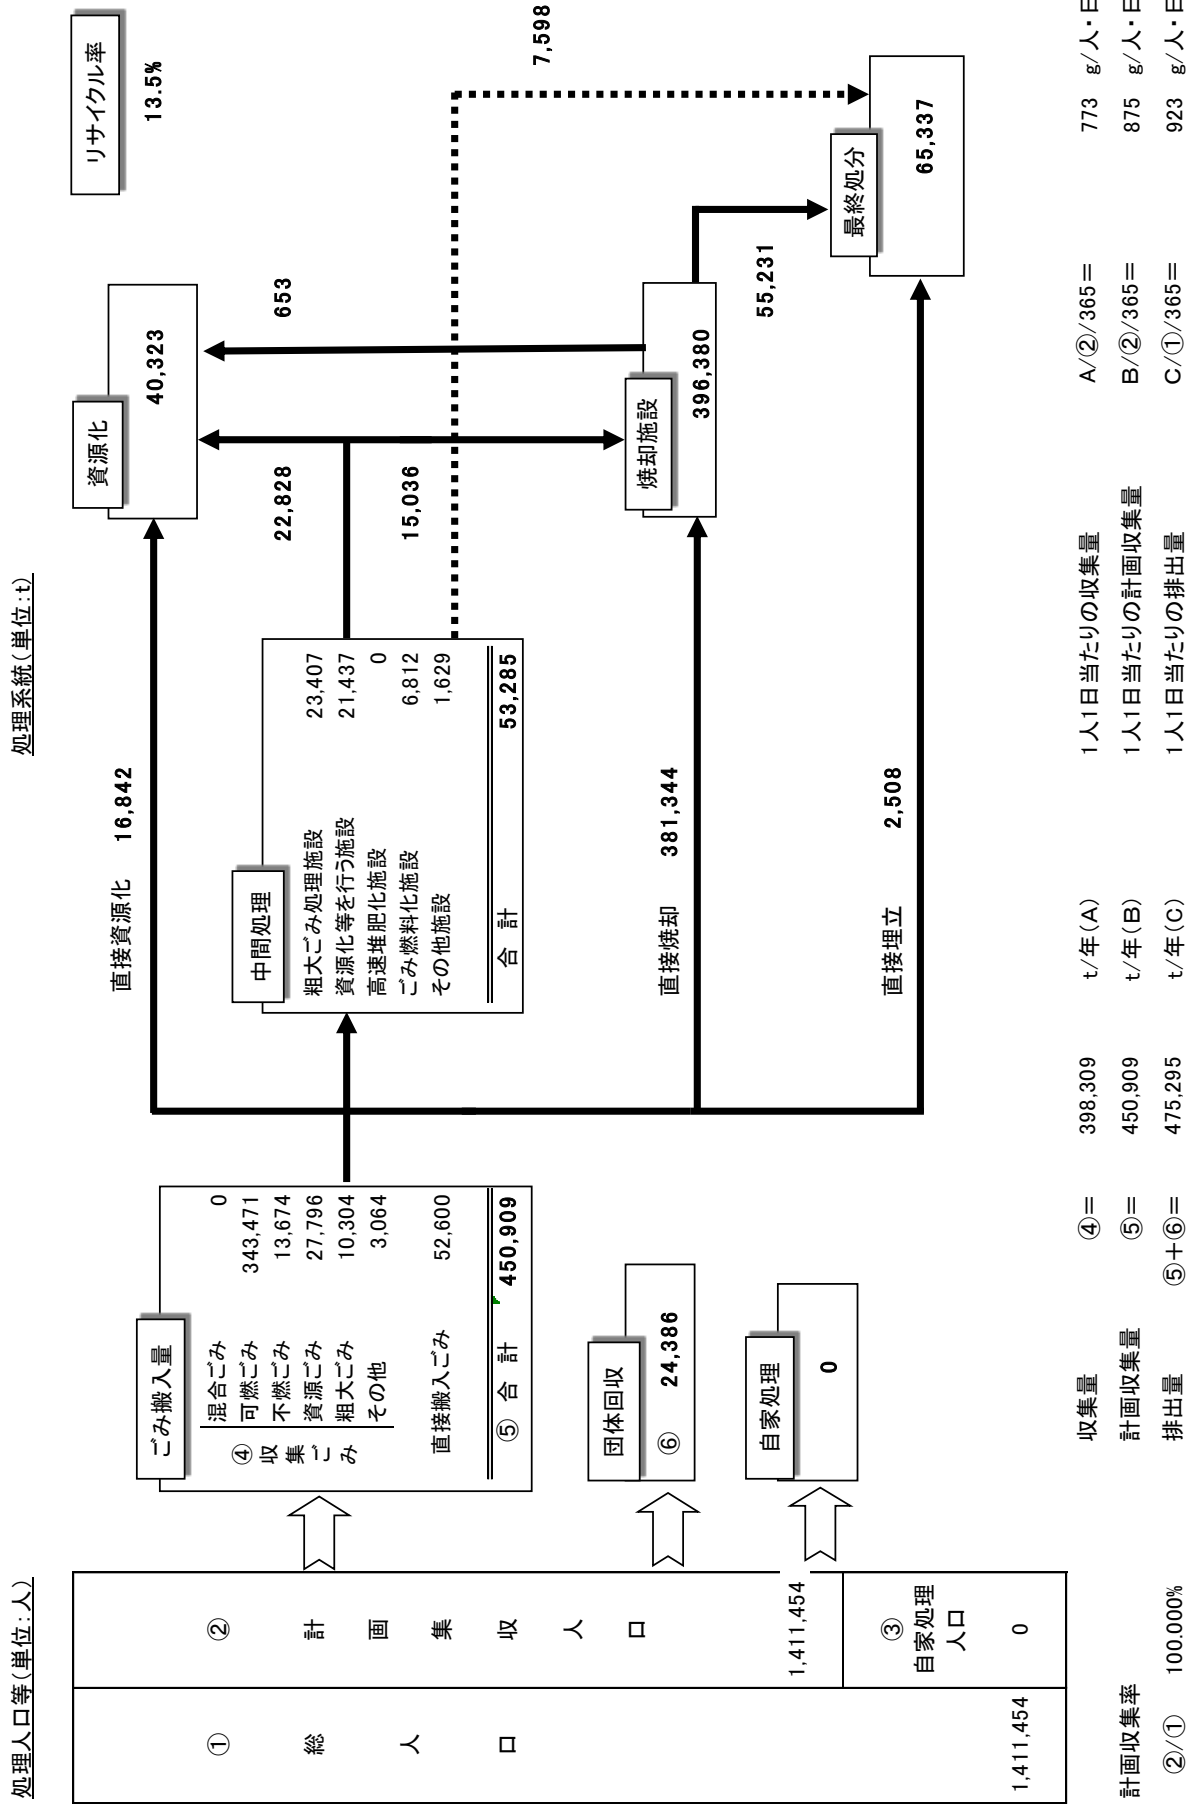 処理人口等(単位:人)
処理系統(単位:t)
①
総
人
口
1,411,454
②
計
画
集
収
人
口
1,411,454
③
自家処理
人口
0
計画収集率
②/① 100.000%
ごみ搬入量
④
収
集
ご
み
混合ごみ 0
可燃ごみ 343,471
不燃ごみ 13,674
資源ごみ 27,796
粗大ごみ 10,304
その他 3,064
直接搬入ごみ 52,600
⑤ 合 計 450,909
団体回収
⑥ 24,386
自家処理
0
直接資源化 16,842
中間処理
粗大ごみ処理施設 23,407
資源化等を行う施設 21,437
高速堆肥化施設 0
ごみ燃料化施設 6,812
その他施設 1,629
合 計 53,285
直接焼却 381,344
直接埋立 2,508
22,828
15,036
資源化
40,323
653
焼却施設
396,380
55,231
最終処分
65,337
7,598
リサイクル率
13.5%
収集量 ④= 398,309 t/年(A) 1人1日当たりの収集量 A/②/365= 773 g/人・日
計画収集量 ⑤= 450,909 t/年(B) 1人1日当たりの計画収集量 B/②/365= 875 g/人・日
排出量 ⑤+⑥= 475,295 t/年(C) 1人1日当たりの排出量 C/①/365= 923 g/人・日